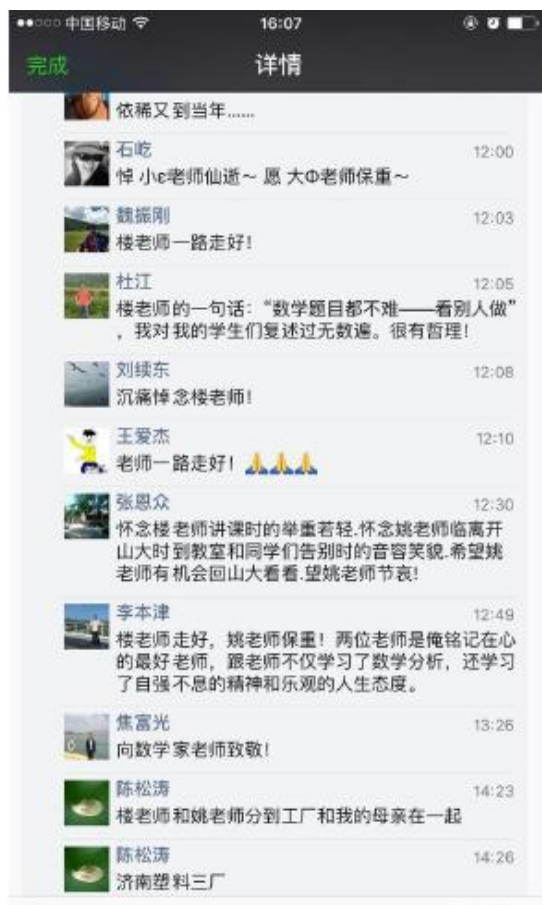 中国移动 16:07
完成 详情
依稀又到当年......
石屹 12:00
悼 小ε老师仙逝～ 愿 大Φ老师保重～
魏振刚 12:03
楼老师一路走好！
杜江 12:05
楼老师的一句话：“数学题目都不难——看别人做”
，我对我的学生们复述过无数遍。很有哲理！
刘续东 12:08
沉痛悼念楼老师！
王爱杰 12:10
老师一路走好！🙏🙏🙏
张恩众 12:30
怀念楼老师讲课时的举重若轻.怀念姚老师临离开
山大时到教室和同学们告别时的音容笑貌.希望姚
老师有机会回山大看看.望姚老师节哀!
李本津 12:49
楼老师走好，姚老师保重！两位老师是俺铭记在心
的最好老师，跟老师不仅学习了数学分析，还学习
了自强不息的精神和乐观的人生态度。
焦富光 13:26
向数学家老师致敬！
陈松涛 14:23
楼老师和姚老师分到工厂和我的母亲在一起
陈松涛 14:26
济南塑料三厂